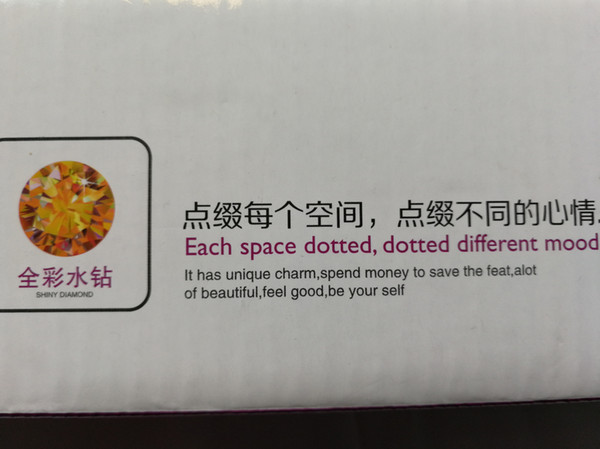 全彩水钻
SHINY DIAMOND
点缀每个空间，点缀不同的心情
Each space dotted, dotted different mood
It has unique charm,spend money to save the feat,alot
of beautiful,feel good,be your self